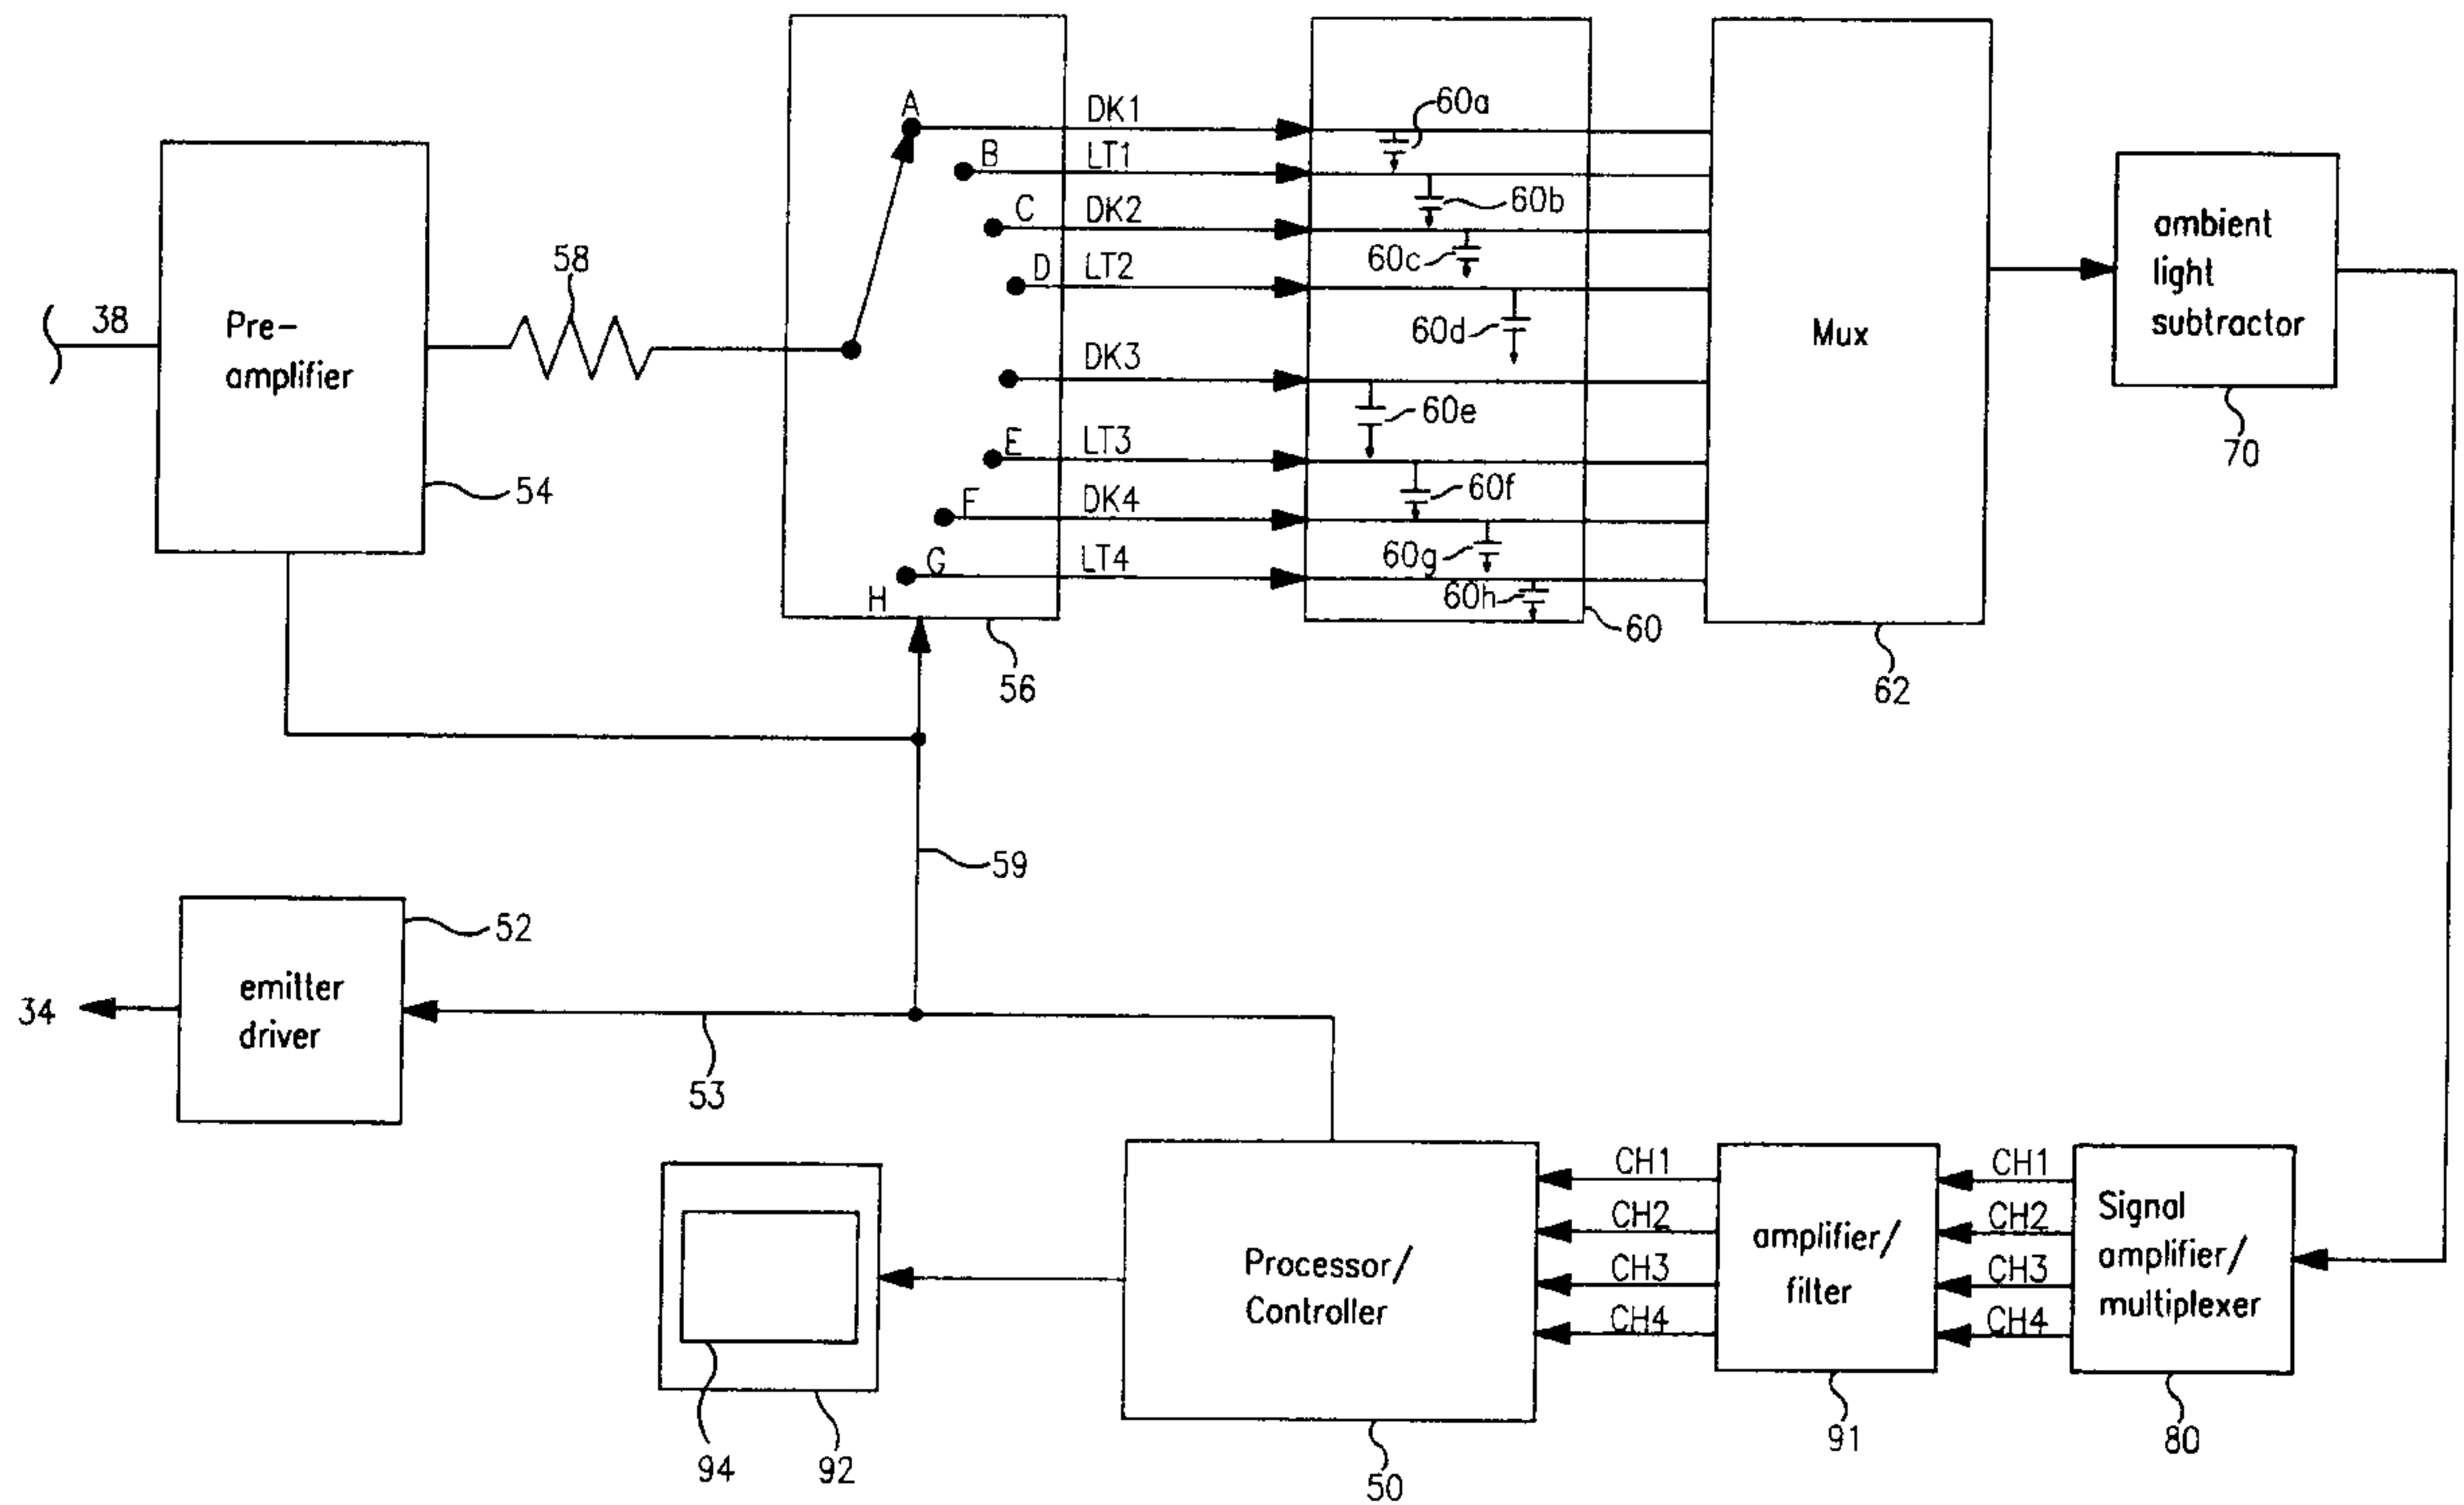 A
DK1
60a
B
LT1
60b
C
DK2
60c
D
LT2
60d
DK3
60e
E
LT3
60f
F
DK4
60g
G
LT4
60h
H
38
Pre-
amplifier
54
58
56
60
Mux
62
ambient
light
subtractor
70
59
52
emitter
driver
34
53
94
92
Processor/
Controller
50
CH1
CH2
CH3
CH4
amplifier/
filter
91
CH1
CH2
CH3
CH4
Signal
amplifier/
multiplexer
80